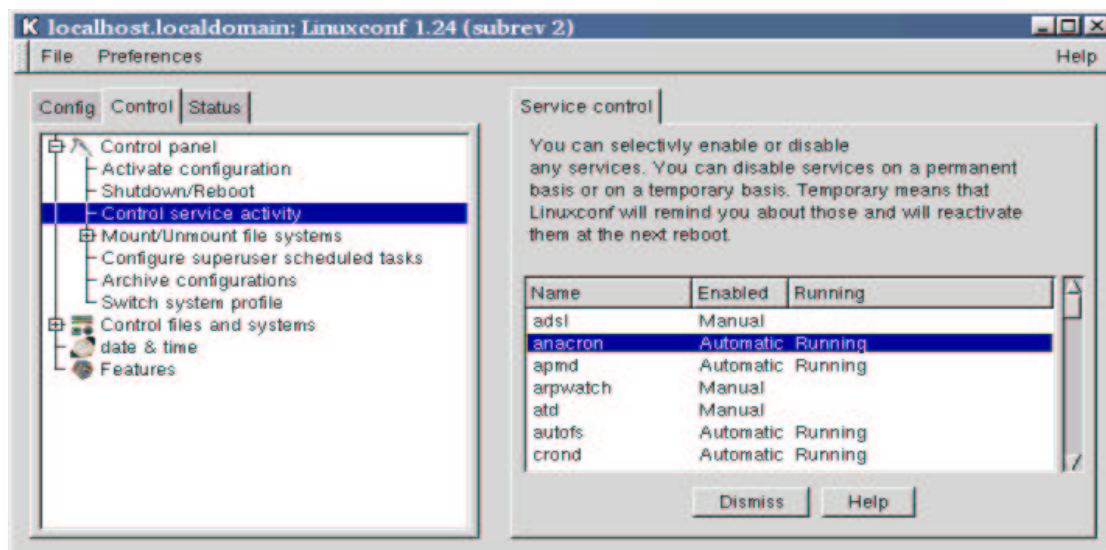 K localhost.localdomain: Linuxconf 1.24 (subrev 2)
File Preferences Help
Config Control Status
Control panel
Activate configuration
Shutdown/Reboot
Control service activity
Mount/Unmount file systems
Configure superuser scheduled tasks
Archive configurations
Switch system profile
Control files and systems
date & time
Features
Service control
You can selectivly enable or disable
any services. You can disable services on a permanent
basis or on a temporary basis. Temporary means that
Linuxconf will remind you about those and will reactivate
them at the next reboot.
Name Enabled Running
adsl Manual
anacron Automatic Running
apmd Automatic Running
arpwatch Manual
atd Manual
autofs Automatic Running
crond Automatic Running
Dismiss Help